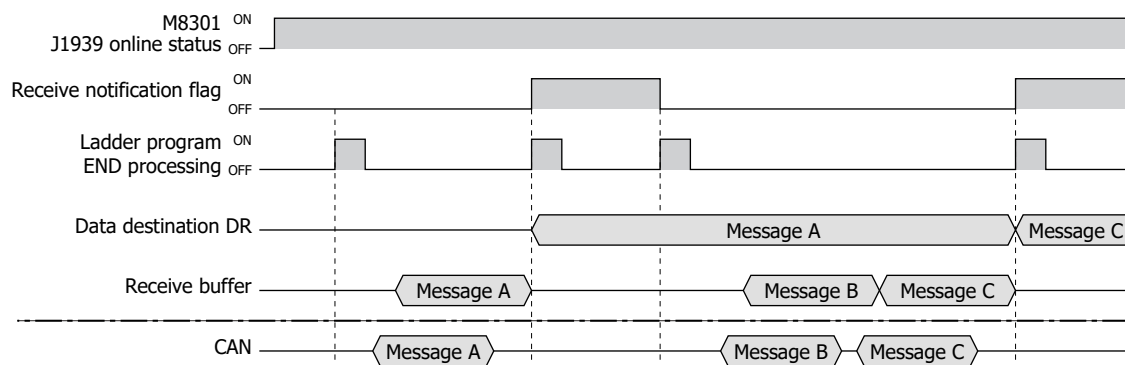 M8301 ON
J1939 online status OFF
Receive notification flag ON
OFF
Ladder program ON
END processing OFF
Data destination DR Message A Message C
Receive buffer Message A Message B Message C
CAN Message A Message B Message C